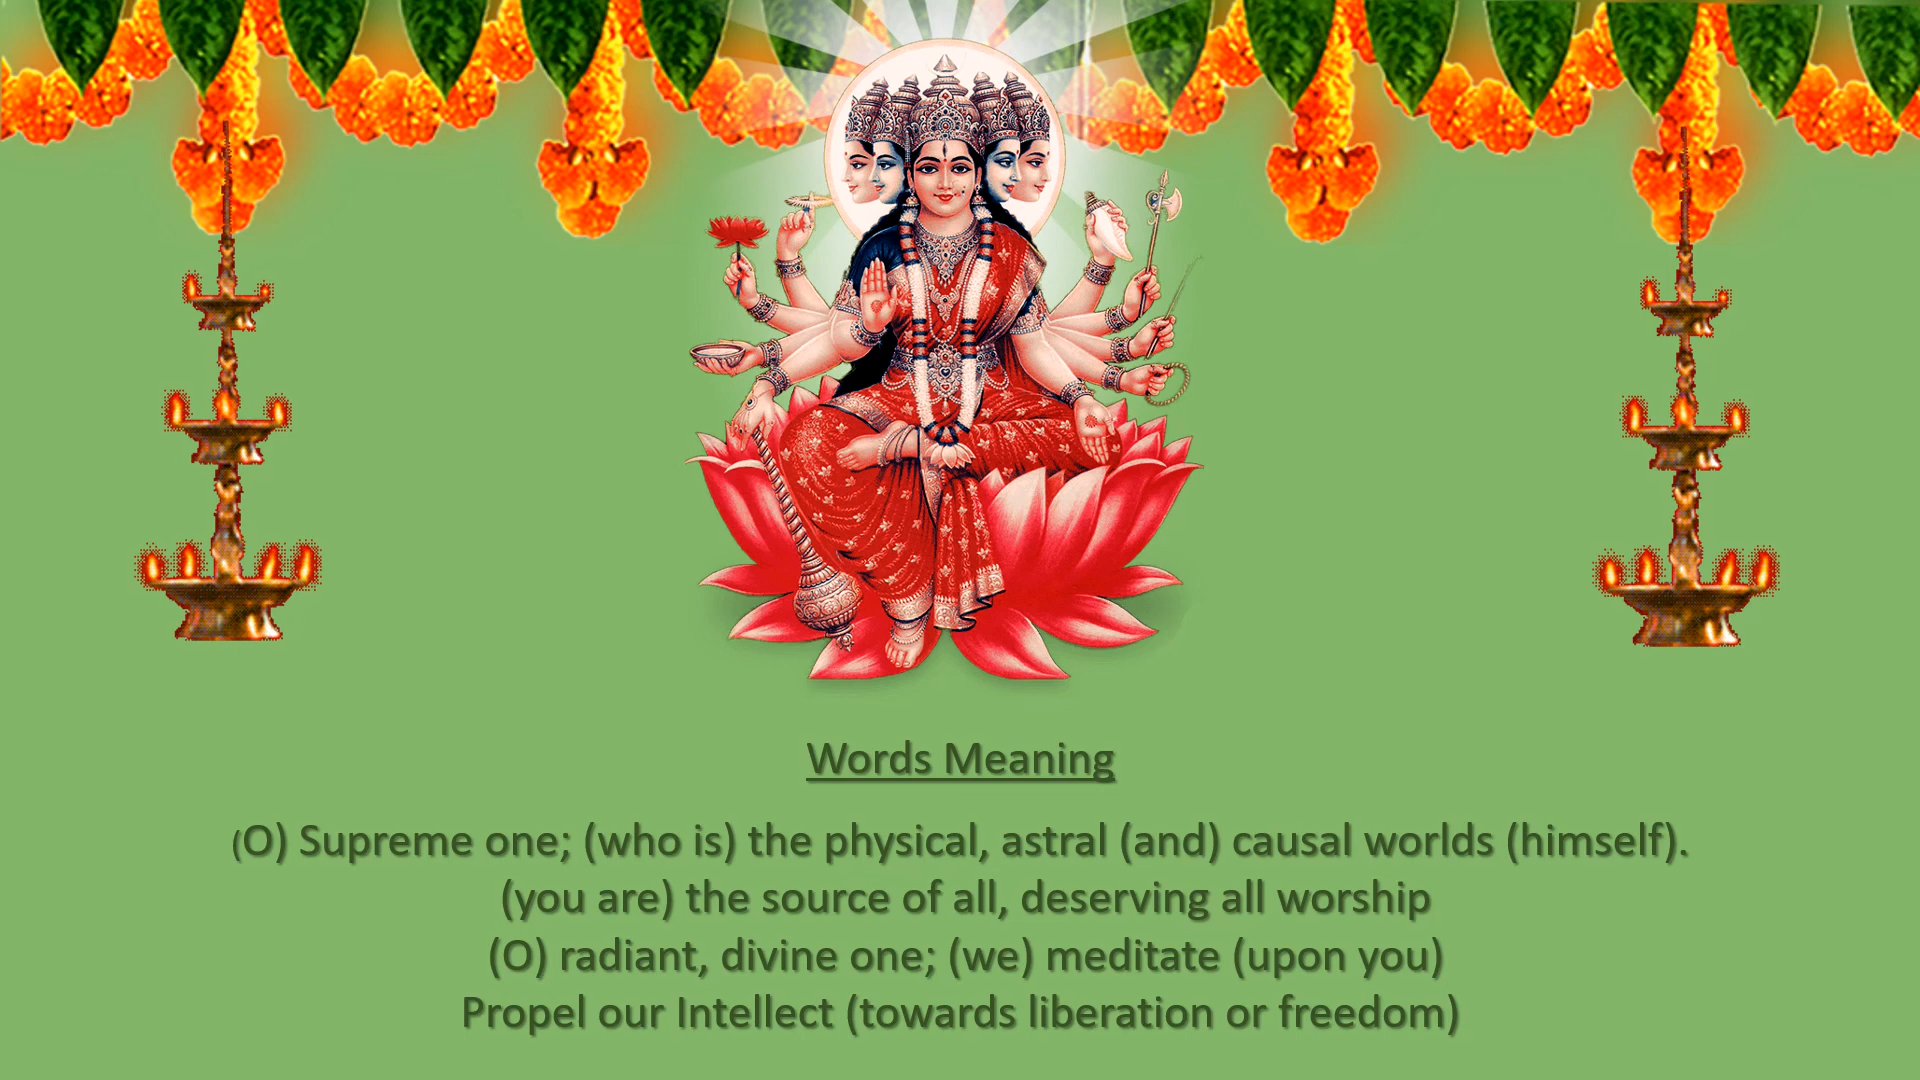 Words Meaning
(O) Supreme one; (who is) the physical, astral (and) causal worlds (himself).
(you are) the source of all, deserving all worship
(O) radiant, divine one; (we) meditate (upon you)
Propel our Intellect (towards liberation or freedom)